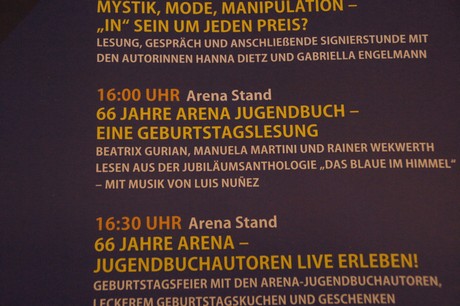 MYSTIK, MODE, MANIPULATION –
„IN“ SEIN UM JEDEN PREIS?
LESUNG, GESPRÄCH UND ANSCHLIEßENDE SIGNIERSTUNDE MIT
DEN AUTORINNEN HANNA DIETZ UND GABRIELLA ENGELMANN
16:00 UHR Arena Stand
66 JAHRE ARENA JUGENDBUCH –
EINE GEBURTSTAGSLESUNG
BEATRIX GURIAN, MANUELA MARTINI UND RAINER WEKWERTH
LESEN AUS DER JUBILÄUMSANTHOLOGIE „DAS BLAUE IM HIMMEL“
– MIT MUSIK VON LUIS NUÑEZ
16:30 UHR Arena Stand
66 JAHRE ARENA –
JUGENDBUCHAUTOREN LIVE ERLEBEN!
GEBURTSTAGSFEIER MIT DEN ARENA-JUGENDBUCHAUTOREN,
LECKEREM GEBURTSTAGSKUCHEN UND GESCHENKEN